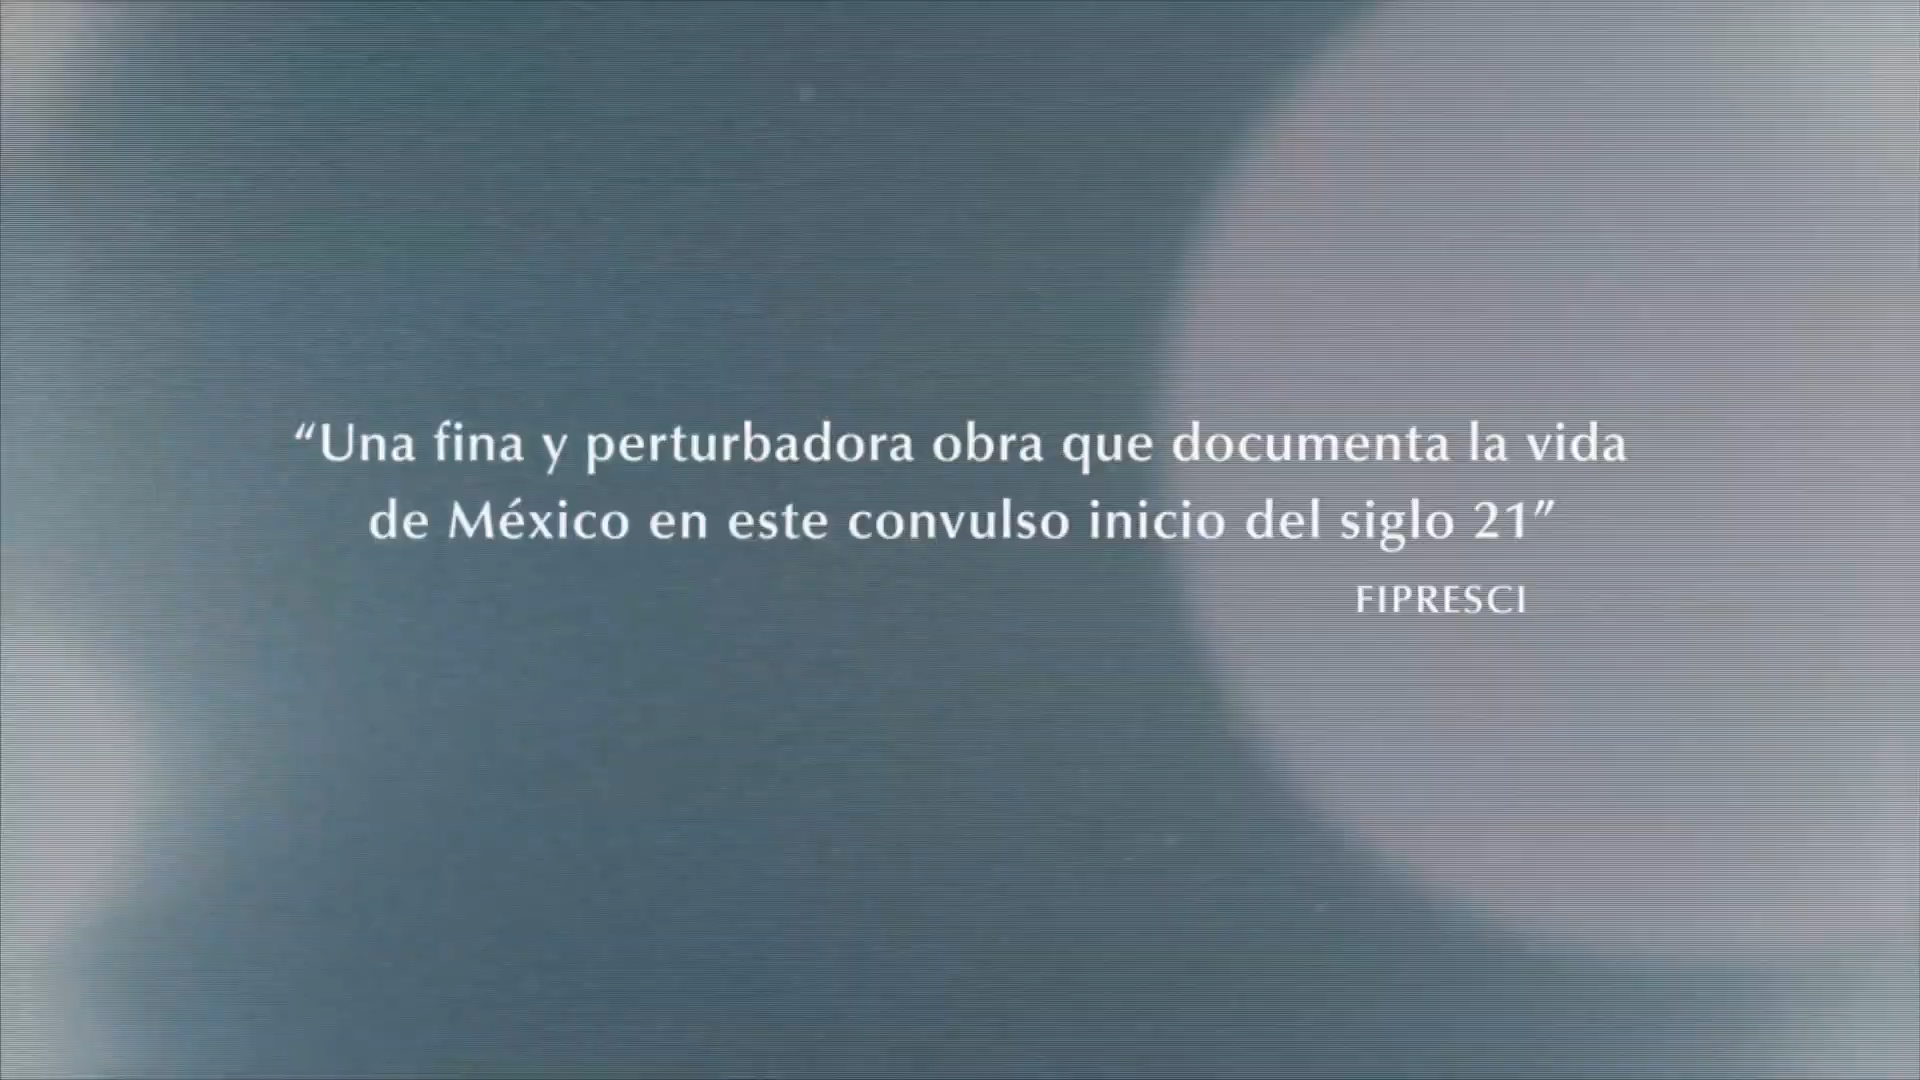 “Una fina y perturbadora obra que documenta la vida
de México en este convulso inicio del siglo 21”
FIPRESCI